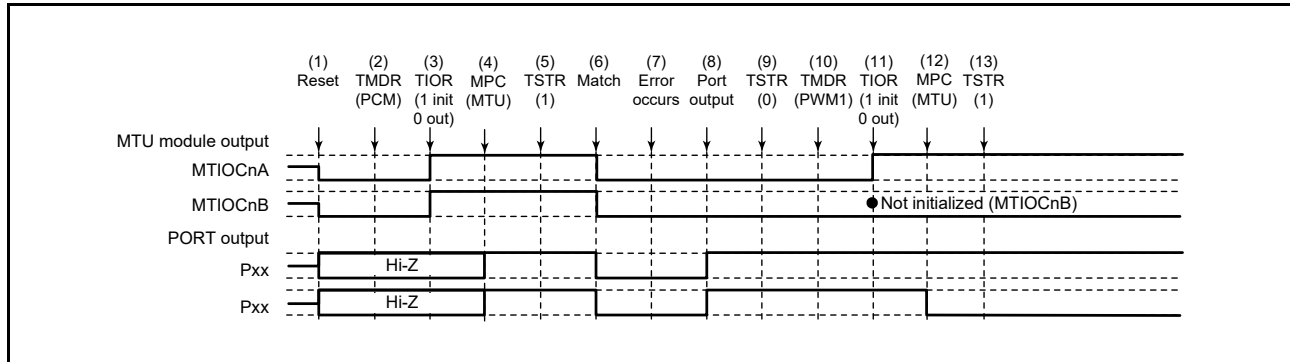 (1) (2) (3) (4) (5) (6) (7) (8) (9) (10) (11) (12) (13)
Reset TMDR TIOR MPC TSTR Match Error Port TSTR TMDR TIOR MPC TSTR
(PCM) (1 init (MTU) (1) occurs output (0) (PWM1) (1 init (MTU) (1)
0 out) 0 out)
MTU module output
MTIOCnA
MTIOCnB Not initialized (MTIOCnB)
PORT output
Pxx Hi-Z
Pxx Hi-Z